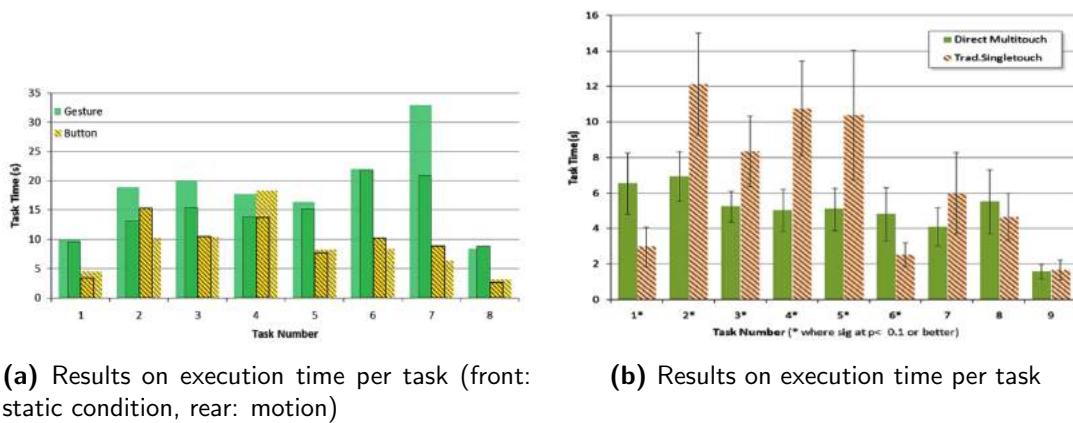 35
30
25
20
15
10
5
0
Task Time (s)
Gesture
Button
1 2 3 4 5 6 7 8
Task Number
16
14
12
10
8
6
4
2
0
Task Time(s)
Direct Multitouch
Trad.Singletouch
1* 2* 3* 4* 5* 6* 7 8 9
Task Number (* where sig at p< 0.1 or better)
(a) Results on execution time per task (front:
static condition, rear: motion)
(b) Results on execution time per task